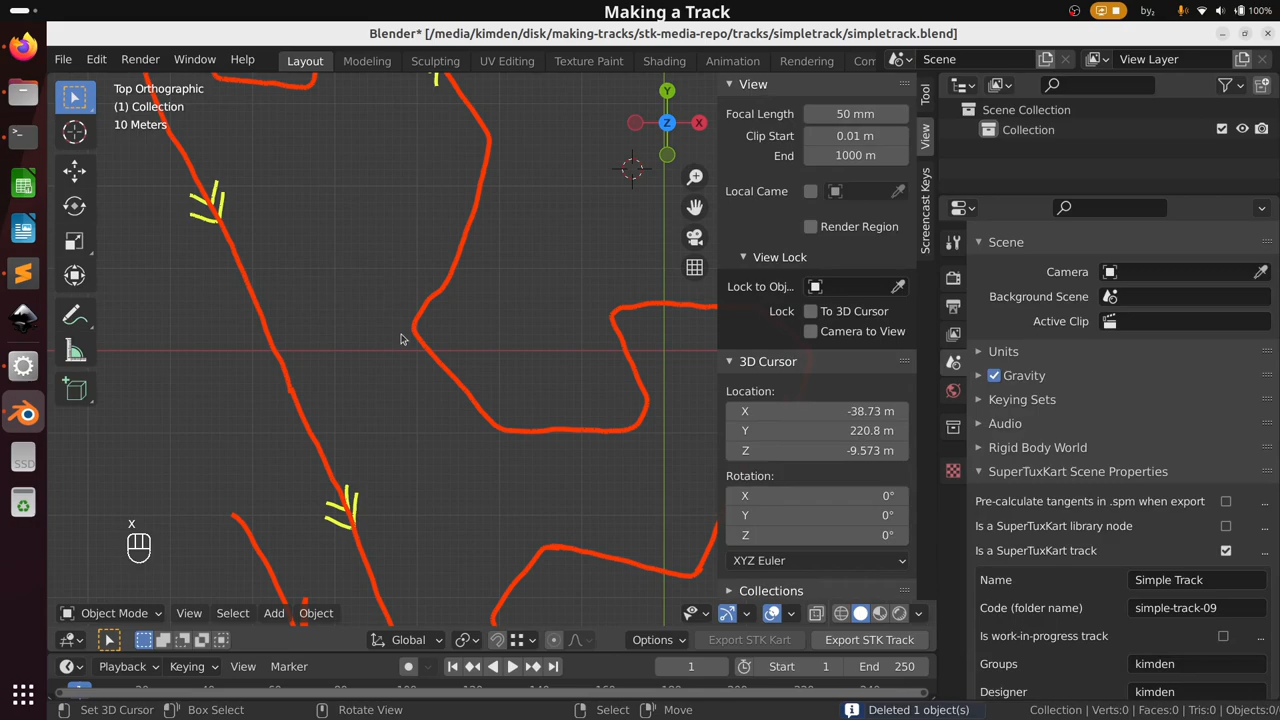 Making a Track
by₂
100%
Blender* [/media/kimden/disk/making-tracks/stk-media-repo/tracks/simpletrack/simpletrack.blend]
File Edit Render Window Help Layout Modeling Sculpting UV Editing Texture Paint Shading Animation Rendering Com
Scene
View Layer
Top Orthographic
(1) Collection
10 Meters
Y
Z
X
View
Focal Length 50 mm
Clip Start 0.01 m
End 1000 m
Local Came
Render Region
View Lock
Lock to Obj...
Lock To 3D Cursor
Camera to View
3D Cursor
Location:
X -38.73 m
Y 220.8 m
Z -9.573 m
Rotation:
X 0°
Y 0°
Z 0°
XYZ Euler
Collections
Tool
View
Screencast Keys
Scene Collection
Collection
Scene
Camera
Background Scene
Active Clip
Units
Gravity
Keying Sets
Audio
Rigid Body World
SuperTuxKart Scene Properties
Pre-calculate tangents in .spm when export
Is a SuperTuxKart library node
Is a SuperTuxKart track
Name Simple Track
Code (folder name) simple-track-09
Is work-in-progress track
Groups kimden
Designer kimden
x
SSD
Object Mode View Select Add Object
Global Options Export STK Kart Export STK Track
Playback Keying View Marker 1 Start 1 End 250
Set 3D Cursor Box Select Rotate View Select Move Deleted 1 object(s) Collection | Verts:0 | Faces:0 | Tris:0 | Objects:0/